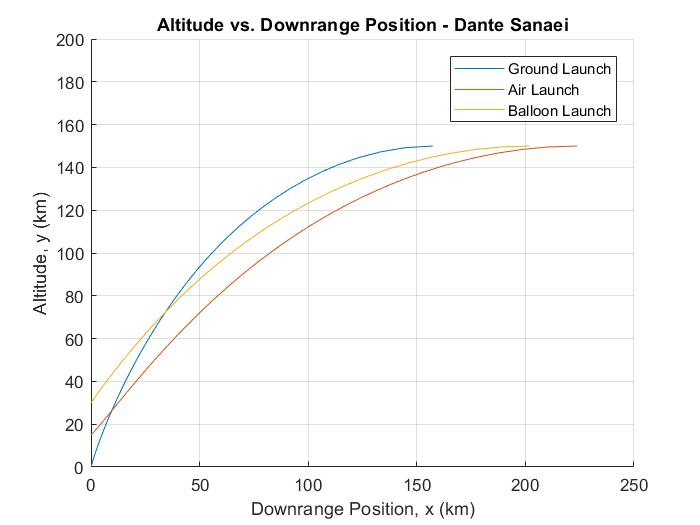 Altitude vs. Downrange Position - Dante Sanaei
200
180
160
140
120
100
80
60
40
20
0
Altitude, y (km)
Ground Launch
Air Launch
Balloon Launch
0 50 100 150 200 250
Downrange Position, x (km)